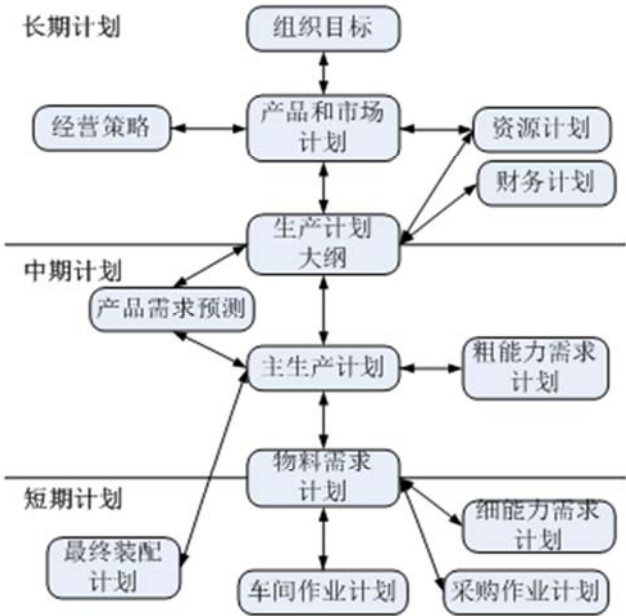 长期计划
组织目标
经营策略
产品和市场
计划
资源计划
财务计划
生产计划
大纲
中期计划
产品需求预测
主生产计划
粗能力需求
计划
物料需求
计划
短期计划
细能力需求
计划
最终装配
计划
车间作业计划
采购作业计划